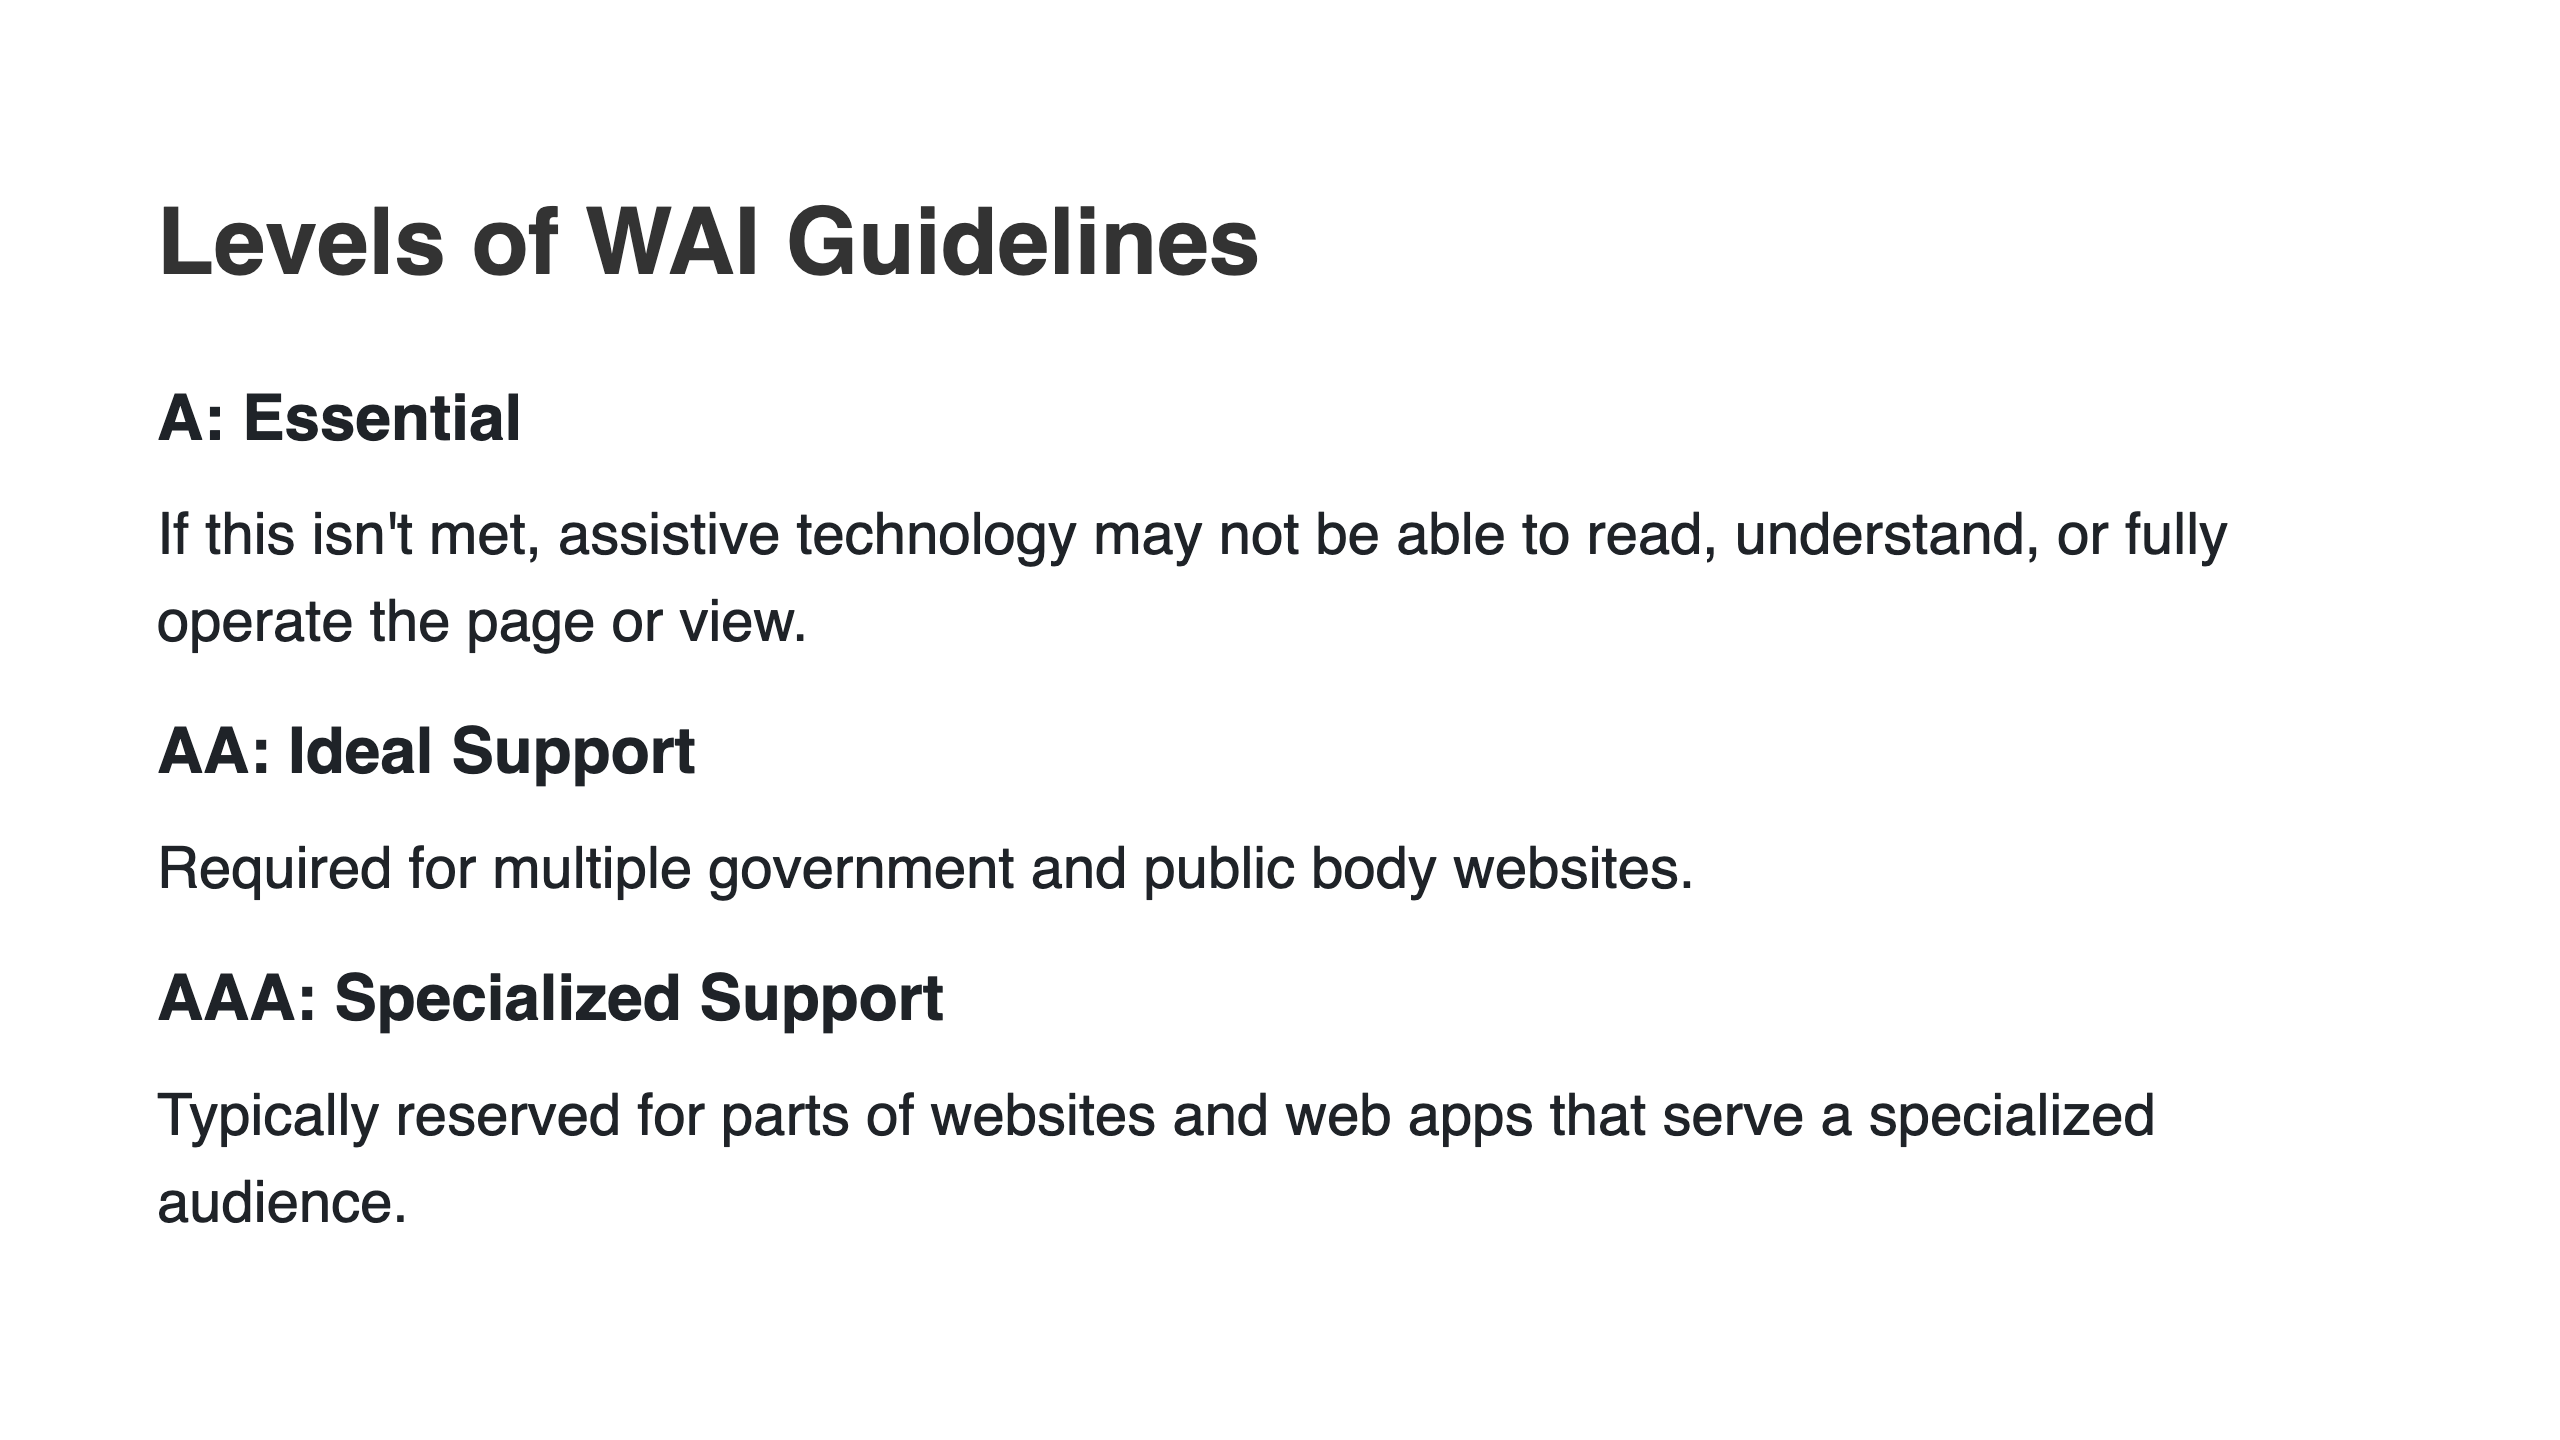 Levels of WAI Guidelines
A: Essential
If this isn't met, assistive technology may not be able to read, understand, or fully
operate the page or view.
AA: Ideal Support
Required for multiple government and public body websites.
AAA: Specialized Support
Typically reserved for parts of websites and web apps that serve a specialized
audience.